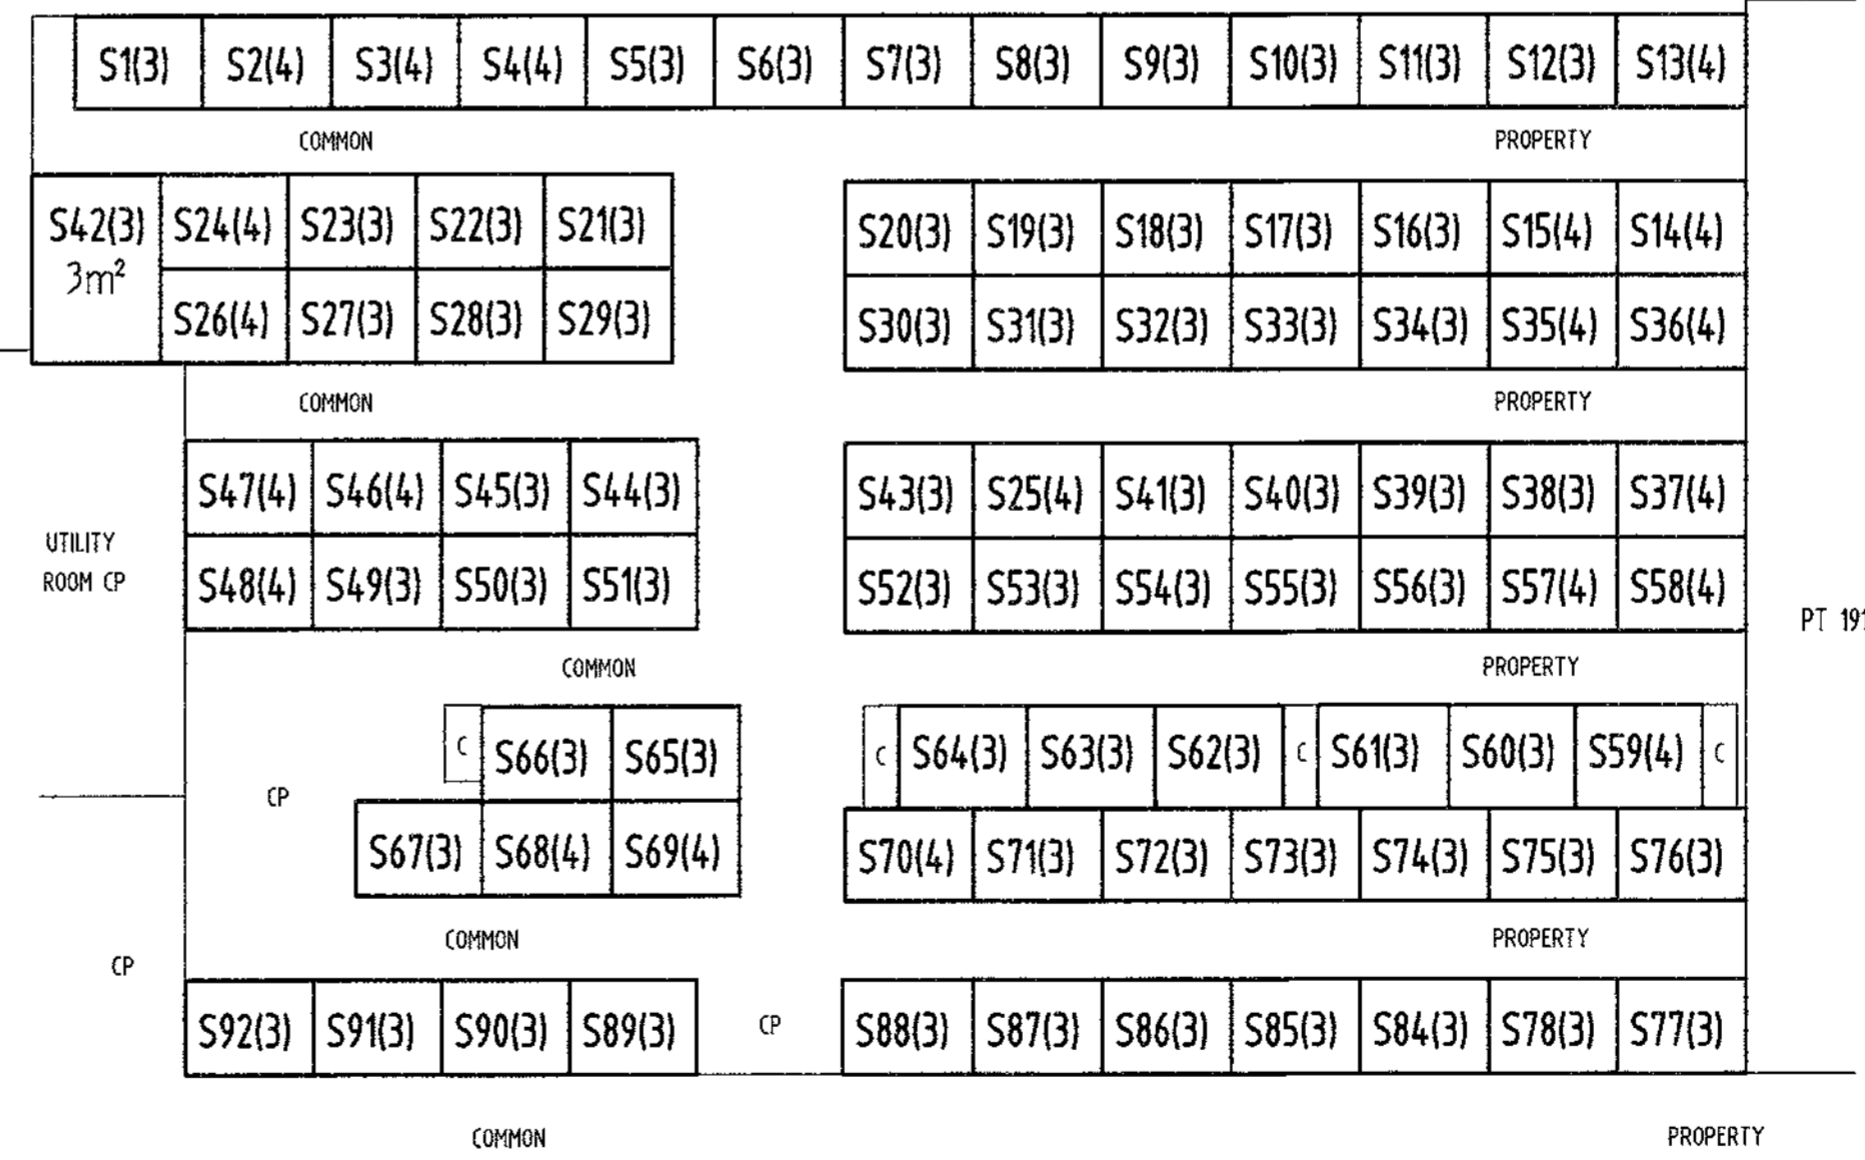 S1(3) S2(4) S3(4) S4(4) S5(3) S6(3) S7(3) S8(3) S9(3) S10(3) S11(3) S12(3) S13(4)
COMMON PROPERTY
S42(3) S24(4) S23(3) S22(3) S21(3) S20(3) S19(3) S18(3) S17(3) S16(3) S15(4) S14(4)
3m²
S26(4) S27(3) S28(3) S29(3) S30(3) S31(3) S32(3) S33(3) S34(3) S35(4) S36(4)
COMMON PROPERTY
S47(4) S46(4) S45(3) S44(3) S43(3) S25(4) S41(3) S40(3) S39(3) S38(3) S37(4)
UTILITY
ROOM CP
S48(4) S49(3) S50(3) S51(3) S52(3) S53(3) S54(3) S55(3) S56(3) S57(4) S58(4)
PT 191
COMMON PROPERTY
C S66(3) S65(3) C S64(3) S63(3) S62(3) C S61(3) S60(3) S59(4) C
CP
S67(3) S68(4) S69(4) S70(4) S71(3) S72(3) S73(3) S74(3) S75(3) S76(3)
COMMON PROPERTY
CP
S92(3) S91(3) S90(3) S89(3) CP S88(3) S87(3) S86(3) S85(3) S84(3) S78(3) S77(3)
COMMON PROPERTY